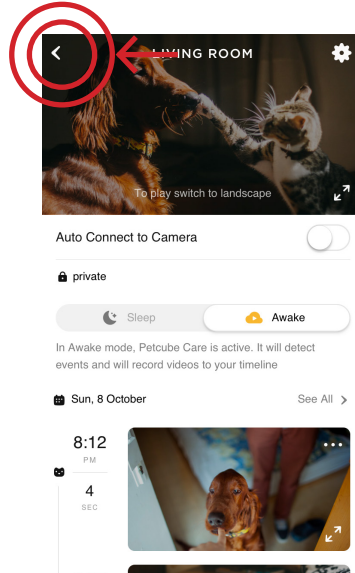 LIVING ROOM
To play switch to landscape
Auto Connect to Camera
private
Sleep
Awake
In Awake mode, Petcube Care is active. It will detect
events and will record videos to your timeline
Sun, 8 October
See All
8:12
PM
4
SEC